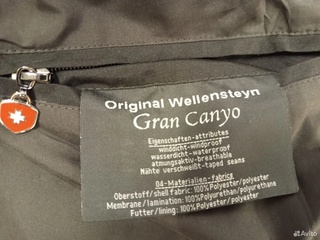 Original Wellensteyn
Gran Canyo
Eigenschaften-attributes
winddicht-windproof
wasserdicht-waterproof
atmungsaktiv-breathable
Nähte verschweißt-taped seams
04-Materialien-fabrics
Oberstoff/shell fabric: 100%Polyester/polyester
Membrane/lamination: 100%Polyurethan/polyurethane
Futter/lining: 100%Polyester/polyester
Avito